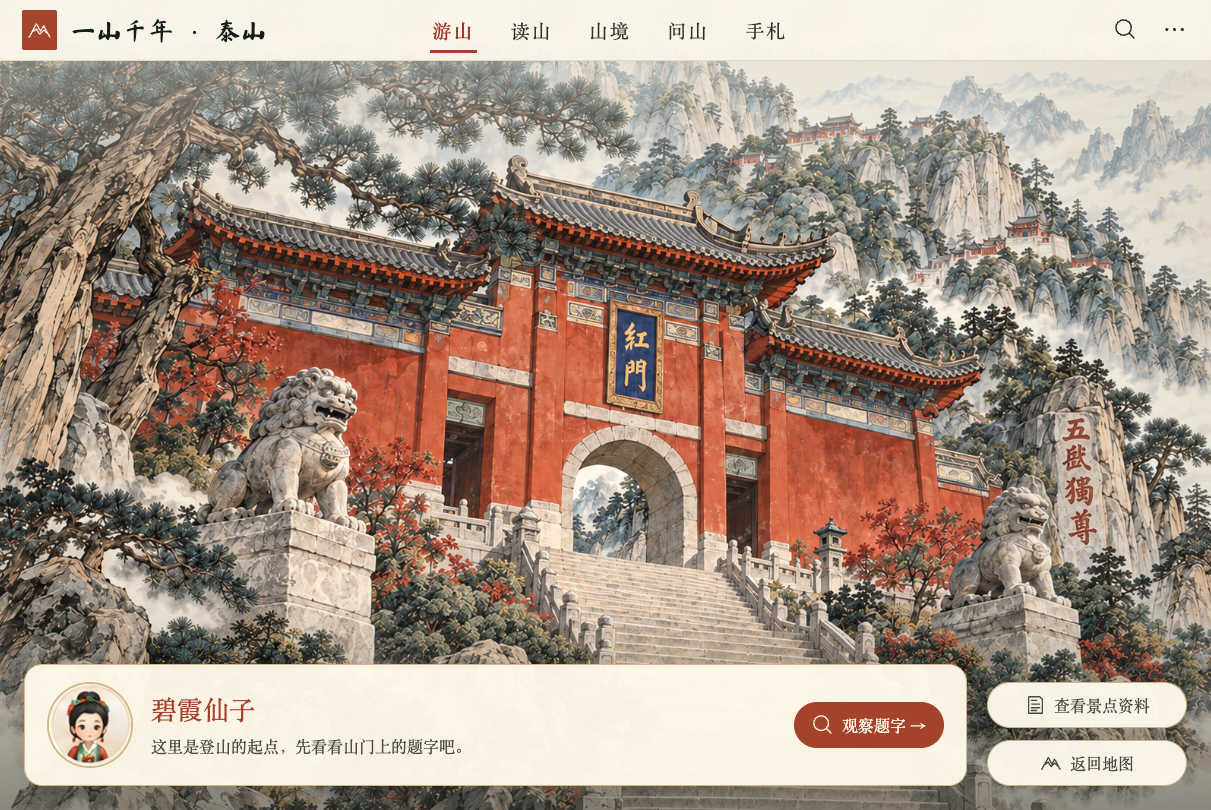 一山千年 · 泰山
游山
读山
山境
问山
手札
紅門
五嶽獨尊
碧霞仙子
这里是登山的起点，先看看山门上的题字吧。
观察题字 →
查看景点资料
返回地图